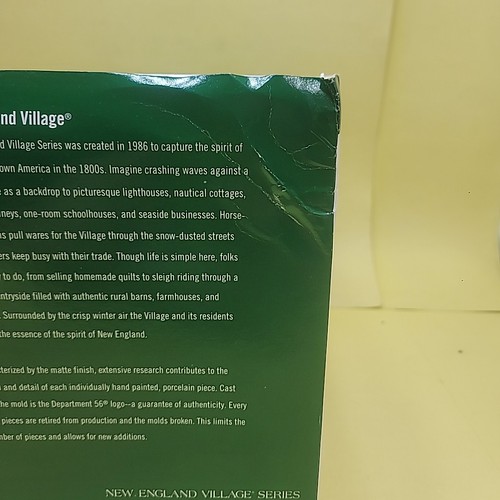 nd Village®
d Village Series was created in 1986 to capture the spirit of
own America in the 1800s. Imagine crashing waves against a
as a backdrop to picturesque lighthouses, nautical cottages,
neys, one-room schoolhouses, and seaside businesses. Horse-
s pull wares for the Village through the snow-dusted streets
ers keep busy with their trade. Though life is simple here, folks
to do, from selling homemade quilts to sleigh riding through a
ntryside filled with authentic rural barns, farmhouses, and
. Surrounded by the crisp winter air the Village and its residents
the essence of the spirit of New England.
terized by the matte finish, extensive research contributes to the
and detail of each individually hand painted, porcelain piece. Cast
he mold is the Department 56® logo--a guarantee of authenticity. Every
pieces are retired from production and the molds broken. This limits the
mber of pieces and allows for new additions.
NEW ENGLAND VILLAGE® SERIES